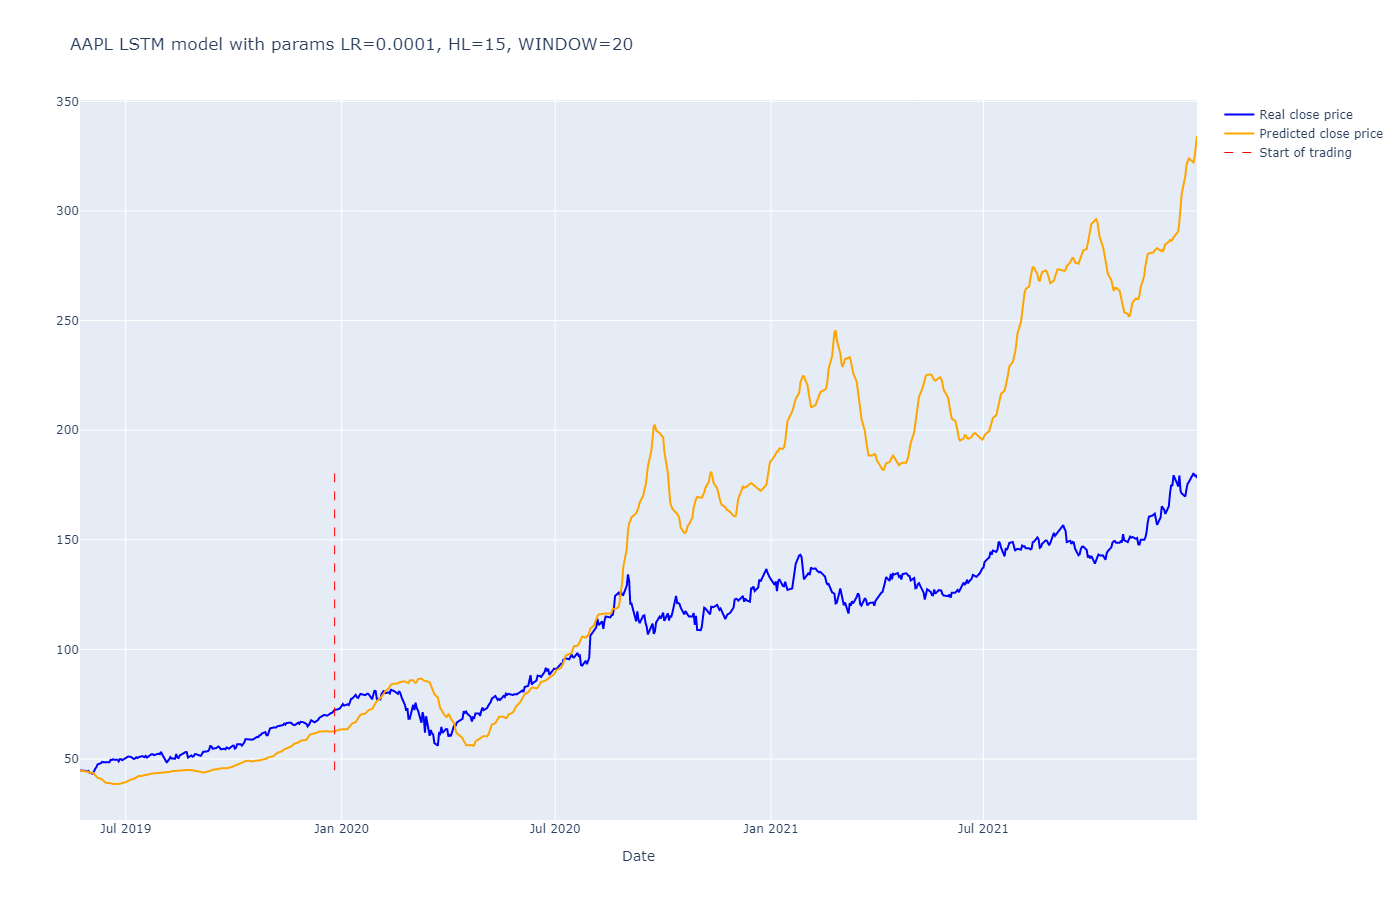 AAPL LSTM model with params LR=0.0001, HL=15, WINDOW=20
350
300
250
200
150
100
50
Jul 2019
Jan 2020
Jul 2020
Jan 2021
Jul 2021
Date
Real close price
Predicted close price
Start of trading